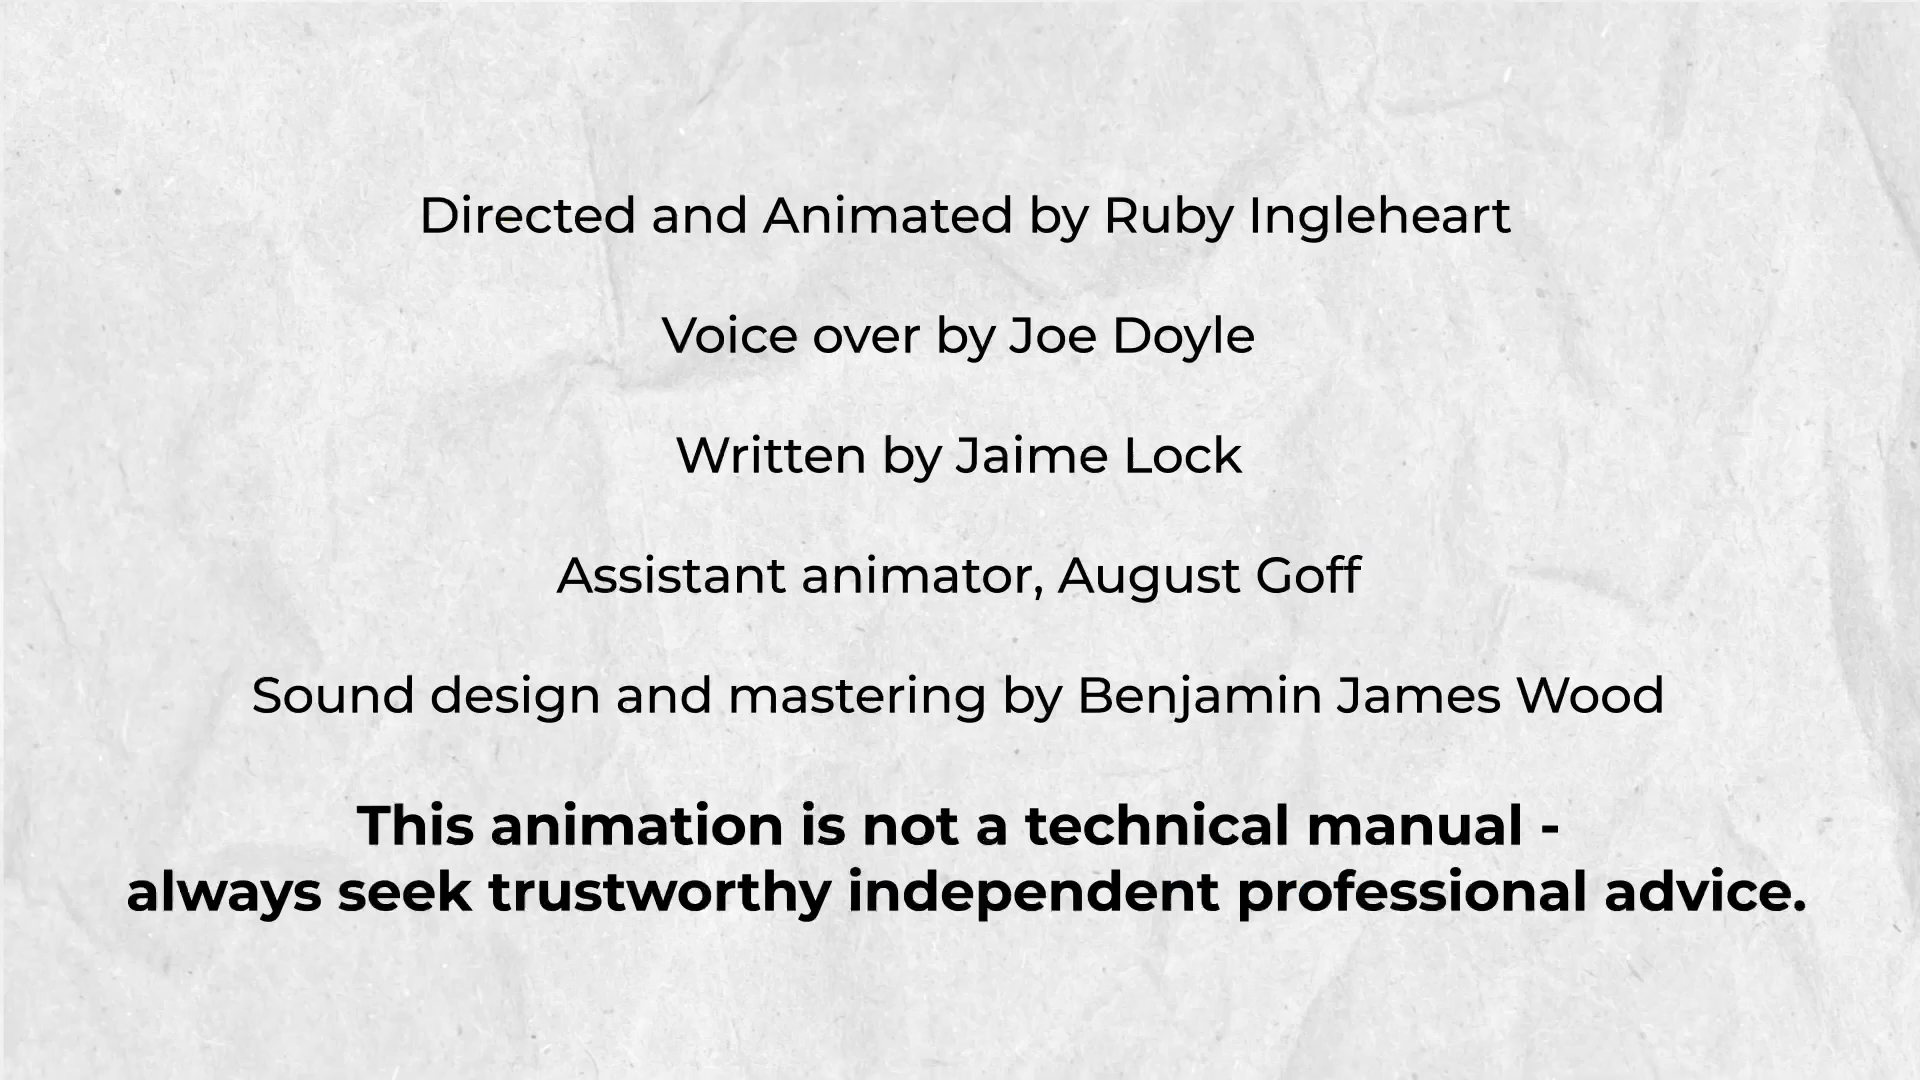 Directed and Animated by Ruby Ingleheart
Voice over by Joe Doyle
Written by Jaime Lock
Assistant animator, August Goff
Sound design and mastering by Benjamin James Wood
This animation is not a technical manual -
always seek trustworthy independent professional advice.